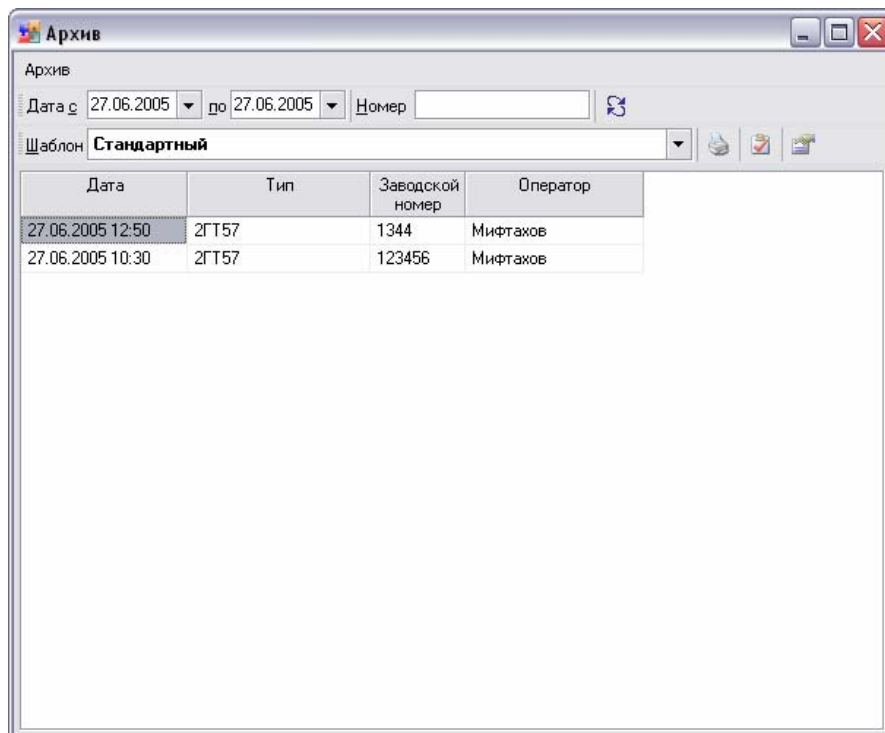 Архив
Архив
Дата с 27.06.2005 по 27.06.2005 Номер
Шаблон Стандартный
Дата Тип Заводской номер Оператор
27.06.2005 12:50 2ГТ57 1344 Мифтахов
27.06.2005 10:30 2ГТ57 123456 Мифтахов